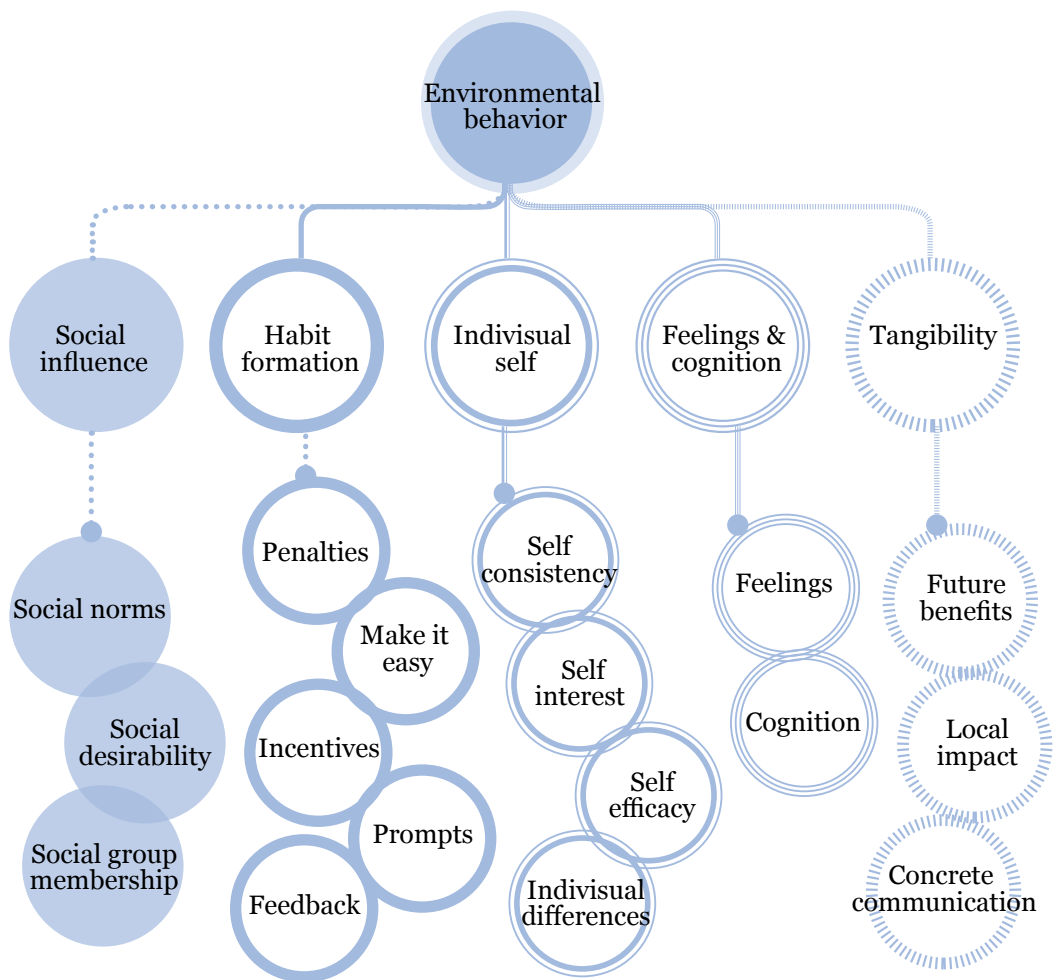 Environmental
behavior
Social
influence
Habit
formation
Indivisual
self
Feelings &
cognition
Tangibility
Social norms
Social
desirability
Social group
membership
Penalties
Make it
easy
Incentives
Prompts
Feedback
Self
consistency
Self
interest
Self
efficacy
Indivisual
differences
Feelings
Cognition
Future
benefits
Local
impact
Concrete
communication